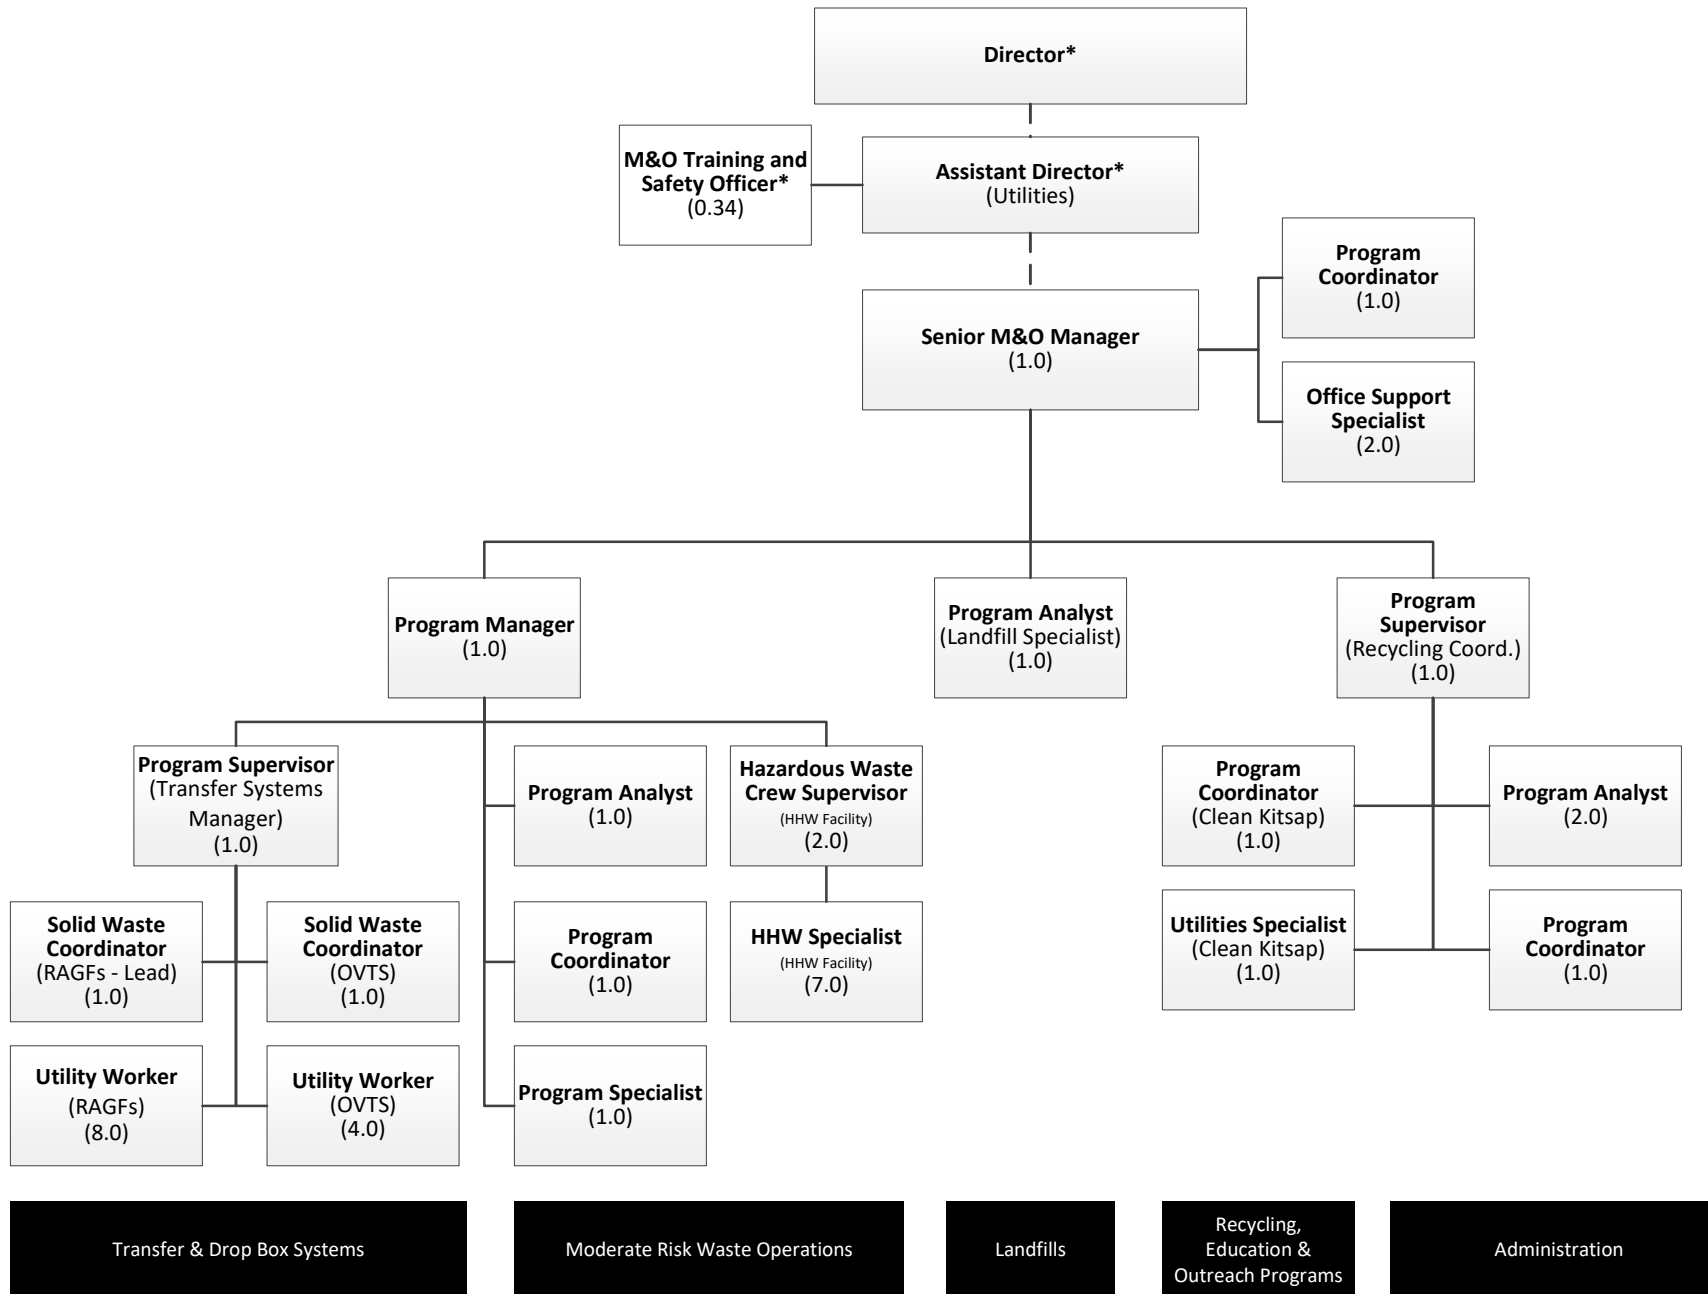 Director*
M&O Training and
Safety Officer*
(0.34)
Assistant Director*
(Utilities)
Program
Coordinator
(1.0)
Senior M&O Manager
(1.0)
Office Support
Specialist
(2.0)
Program Manager
(1.0)
Program Analyst
(Landfill Specialist)
(1.0)
Program
Supervisor
(Recycling Coord.)
(1.0)
Program Supervisor
(Transfer Systems
Manager)
(1.0)
Program Analyst
(1.0)
Hazardous Waste
Crew Supervisor
(HHW Facility)
(2.0)
Program
Coordinator
(Clean Kitsap)
(1.0)
Program Analyst
(2.0)
Solid Waste
Coordinator
(RAGFs - Lead)
(1.0)
Solid Waste
Coordinator
(OVTS)
(1.0)
Program
Coordinator
(1.0)
HHW Specialist
(HHW Facility)
(7.0)
Utilities Specialist
(Clean Kitsap)
(1.0)
Program
Coordinator
(1.0)
Utility Worker
(RAGFs)
(8.0)
Utility Worker
(OVTS)
(4.0)
Program Specialist
(1.0)
Transfer & Drop Box Systems
Moderate Risk Waste Operations
Landfills
Recycling,
Education &
Outreach Programs
Administration